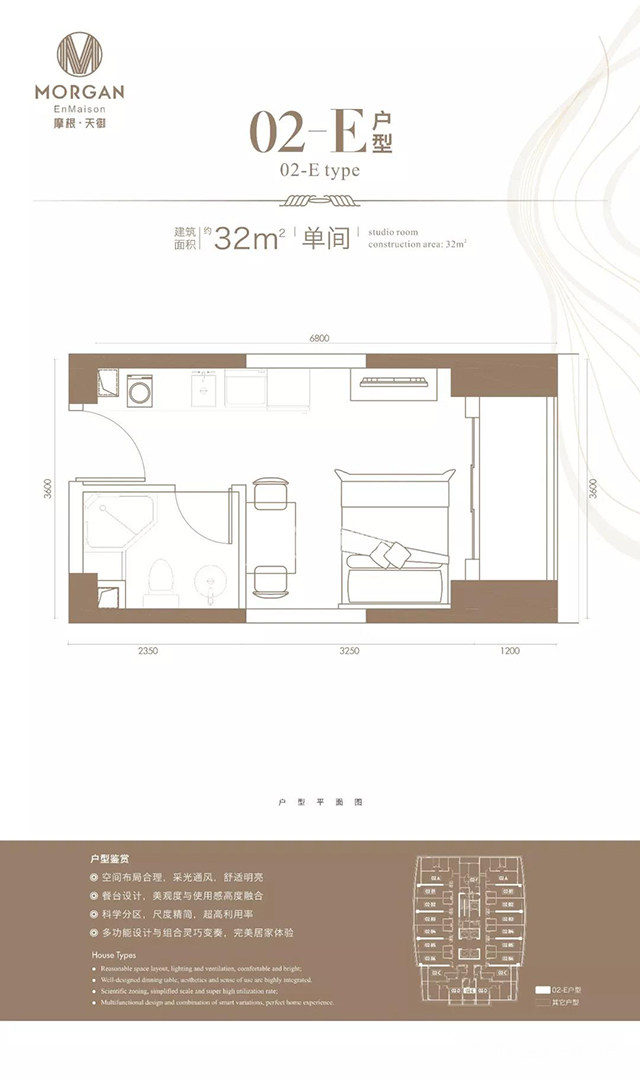 MORGAN
EnMaison
摩根·天御
02-E户型
02-E type
建筑面积 约32m² 单间
studio room
construction area: 32m²
6800
3600
3600
2350
3250
1200
户型平面图
户型鉴赏
空间布局合理、采光通风、舒适明亮
餐台设计，美观度与使用感高度融合
科学分区，尺度精简，超高利用率
多功能设计与组合灵巧变奏，完美居家体验
House Types
Reasonable space layout, lighting and ventilation, comfortable and bright;
Well-designed dinning table, aesthetics and sense of use are highly integrated.
Scientific zoning, simplified scale and super high utilization rate;
Multifunctional design and combination of smart variations, perfect home experience.
02-E户型
其它户型